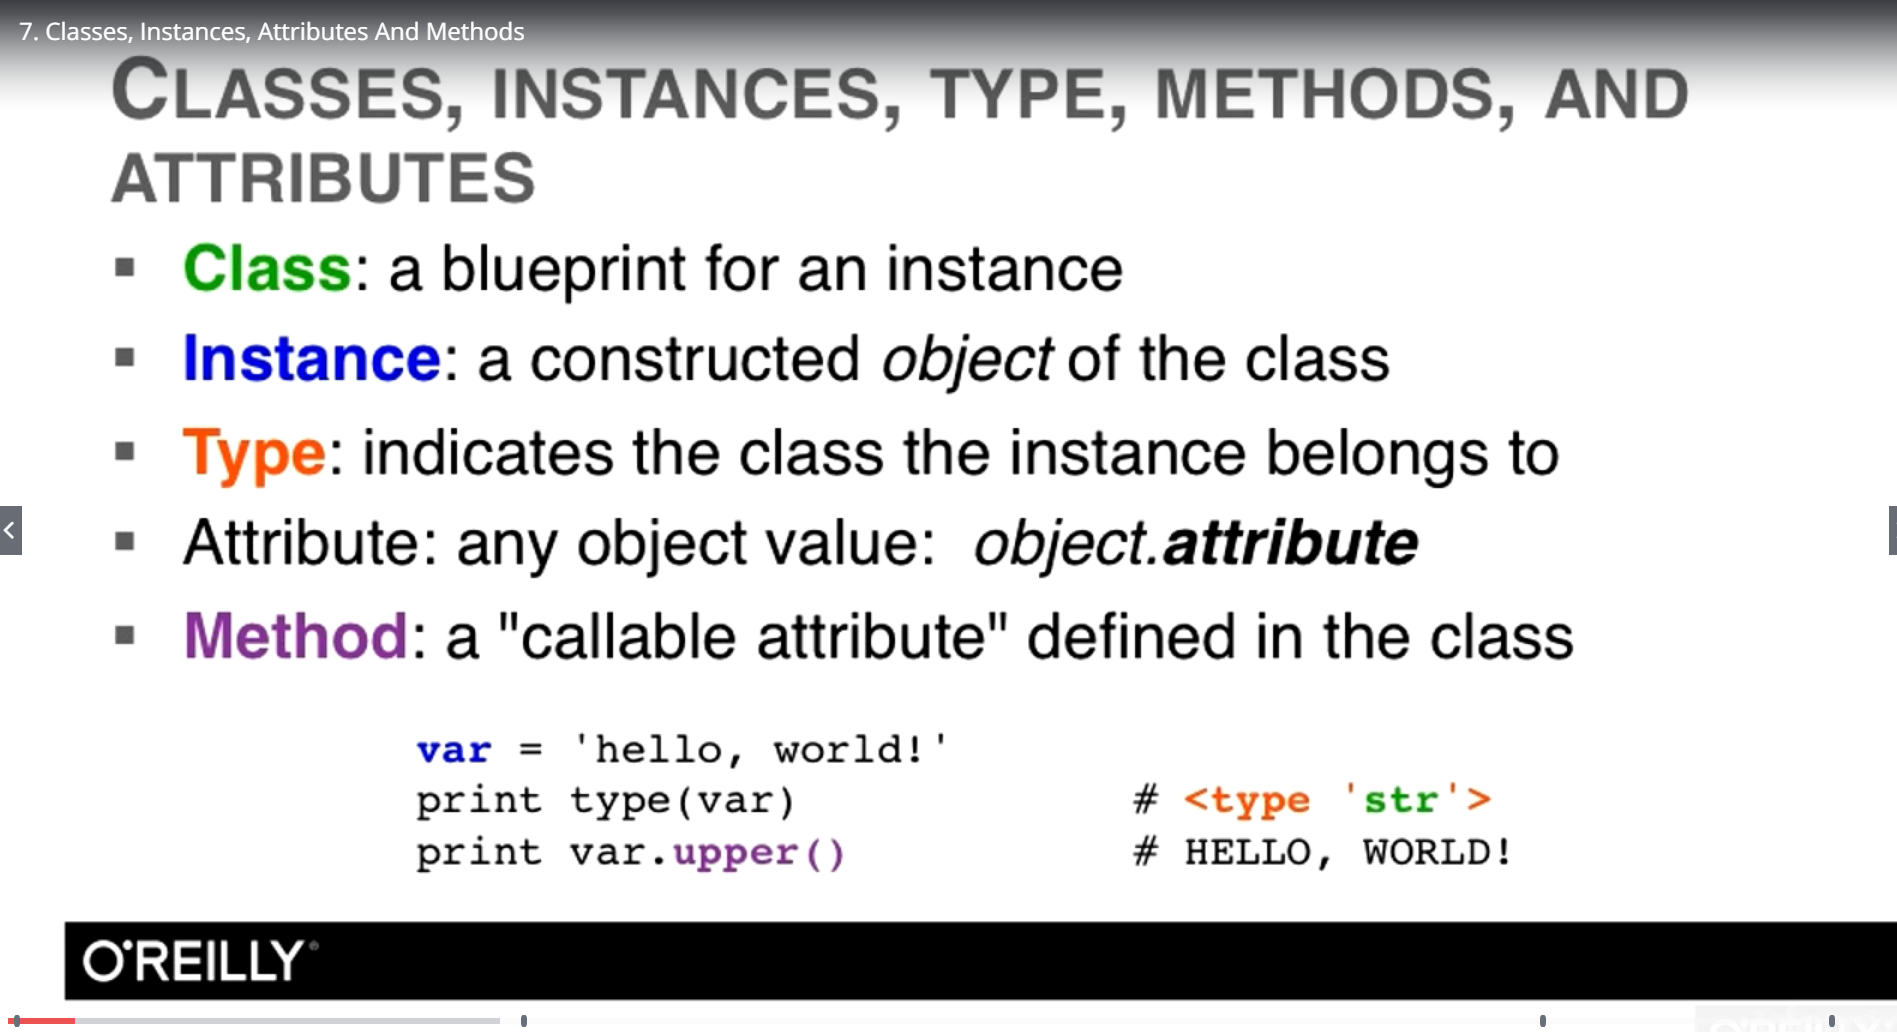 7. Classes, Instances, Attributes And Methods
CLASSES, INSTANCES, TYPE, METHODS, AND
ATTRIBUTES
▪ Class: a blueprint for an instance
▪ Instance: a constructed object of the class
▪ Type: indicates the class the instance belongs to
▪ Attribute: any object value: object.attribute
▪ Method: a "callable attribute" defined in the class
var = 'hello, world!'
print type(var) # <type 'str'>
print var.upper() # HELLO, WORLD!
O'REILLY®